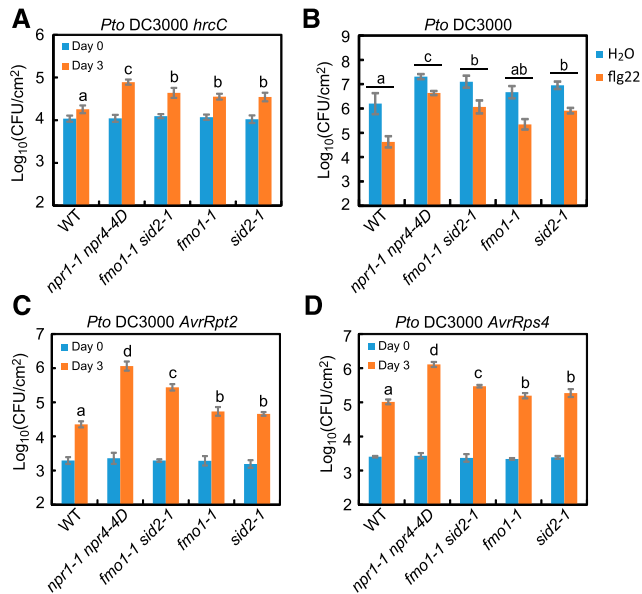 A
Pto DC3000 hrcC
Log10(CFU/cm2)
6
5
4
3
2
Day 0
Day 3
a
c
b
b
b
WT
npr1-1 npr4-4D
fmo1-1 sid2-1
fmo1-1
sid2-1
B
Pto DC3000
Log10(CFU/cm2)
9
8
7
6
5
4
3
2
a
c
b
ab
b
H2O
flg22
WT
npr1-1 npr4-4D
fmo1-1 sid2-1
fmo1-1
sid2-1
C
Pto DC3000 AvrRpt2
Log10(CFU/cm2)
7
6
5
4
3
2
Day 0
Day 3
a
d
c
b
b
WT
npr1-1 npr4-4D
fmo1-1 sid2-1
fmo1-1
sid2-1
D
Pto DC3000 AvrRps4
Log10(CFU/cm2)
7
6
5
4
3
2
Day 0
Day 3
a
d
c
b
b
WT
npr1-1 npr4-4D
fmo1-1 sid2-1
fmo1-1
sid2-1